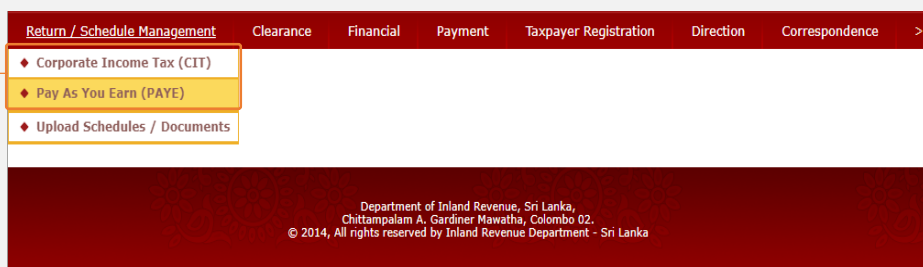 Return / Schedule Management Clearance Financial Payment Taxpayer Registration Direction Correspondence >
Corporate Income Tax (CIT)
Pay As You Earn (PAYE)
Upload Schedules / Documents
Department of Inland Revenue, Sri Lanka,
Chittampalam A. Gardiner Mawatha, Colombo 02.
© 2014, All rights reserved by Inland Revenue Department - Sri Lanka